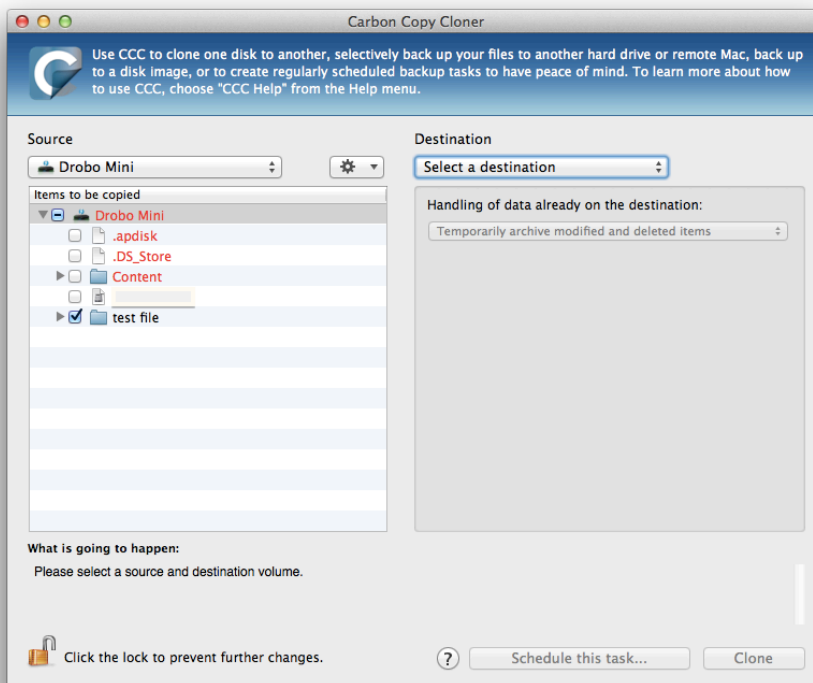 Carbon Copy Cloner
Use CCC to clone one disk to another, selectively back up your files to another hard drive or remote Mac, back up
to a disk image, or to create regularly scheduled backup tasks to have peace of mind. To learn more about how
to use CCC, choose "CCC Help" from the Help menu.
Source
Drobo Mini
Items to be copied
Drobo Mini
.apdisk
.DS_Store
Content
test file
Destination
Select a destination
Handling of data already on the destination:
Temporarily archive modified and deleted items
What is going to happen:
Please select a source and destination volume.
Click the lock to prevent further changes.
?
Schedule this task...
Clone